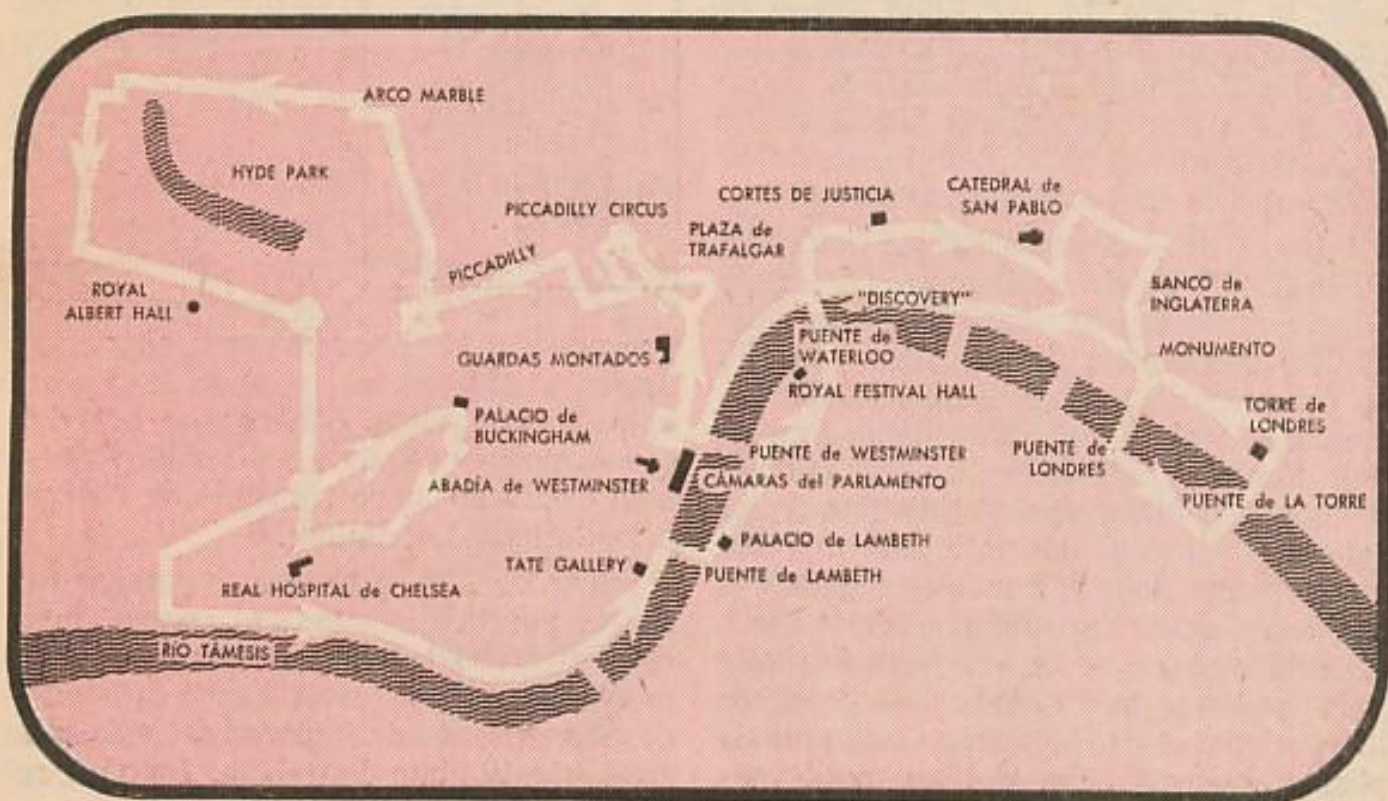 ARCO MARBLE
HYDE PARK
CORTES DE JUSTICIA
CATEDRAL de
SAN PABLO
PICCADILLY CIRCUS
PLAZA de
TRAFALGAR
PICCADILLY
ROYAL
ALBERT HALL
"DISCOVERY"
BANCO de
INGLATERRA
GUARDAS MONTADOS
PUENTE de
WATERLOO
MONUMENTO
ROYAL FESTIVAL HALL
PALACIO de
BUCKINGHAM
TORRE de
LONDRES
PUENTE de WESTMINSTER
PUENTE de
LONDRES
ABADÍA de WESTMINSTER
CÁMARAS del PARLAMENTO
PUENTE de LA TORRE
PALACIO de LAMBETH
TATE GALLERY
PUENTE de LAMBETH
REAL HOSPITAL de CHELSEA
RIO TÁMESIS